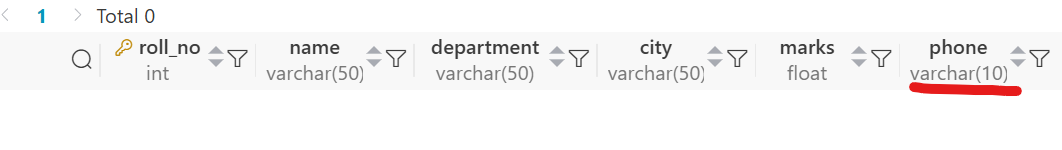 1 Total 0
roll_no name department city marks phone
int varchar(50) varchar(50) varchar(50) float varchar(10)